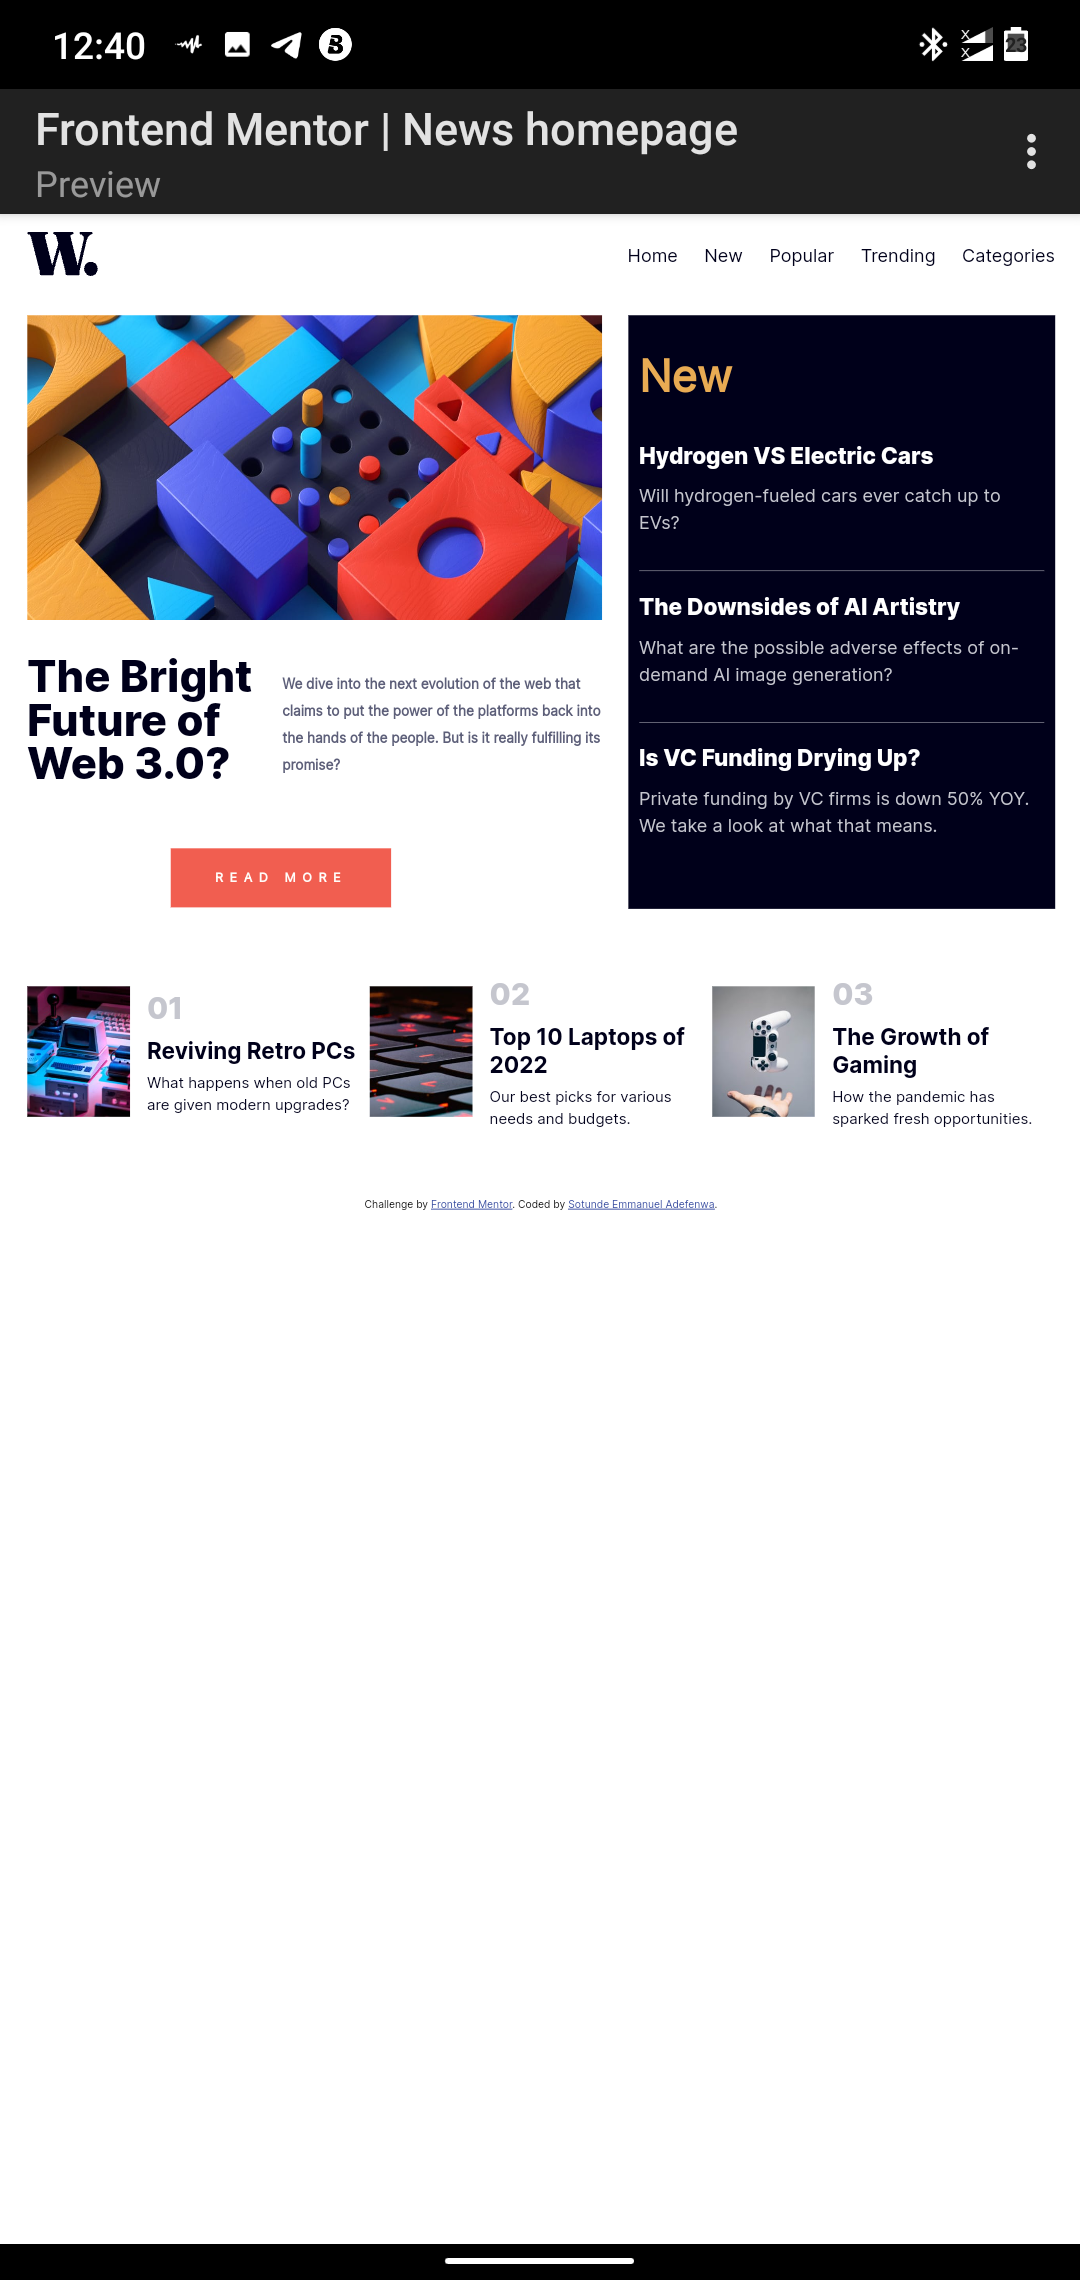 12:40
23
Frontend Mentor | News homepage
Preview
W.
Home New Popular Trending Categories
New
Hydrogen VS Electric Cars
Will hydrogen-fueled cars ever catch up to
EVs?
The Downsides of AI Artistry
What are the possible adverse effects of on-
demand AI image generation?
Is VC Funding Drying Up?
Private funding by VC firms is down 50% YOY.
We take a look at what that means.
The Bright
Future of
Web 3.0?
We dive into the next evolution of the web that
claims to put the power of the platforms back into
the hands of the people. But is it really fulfilling its
promise?
READ MORE
01
Reviving Retro PCs
What happens when old PCs
are given modern upgrades?
02
Top 10 Laptops of
2022
Our best picks for various
needs and budgets.
03
The Growth of
Gaming
How the pandemic has
sparked fresh opportunities.
Challenge by Frontend Mentor. Coded by Sotunde Emmanuel Adefenwa.